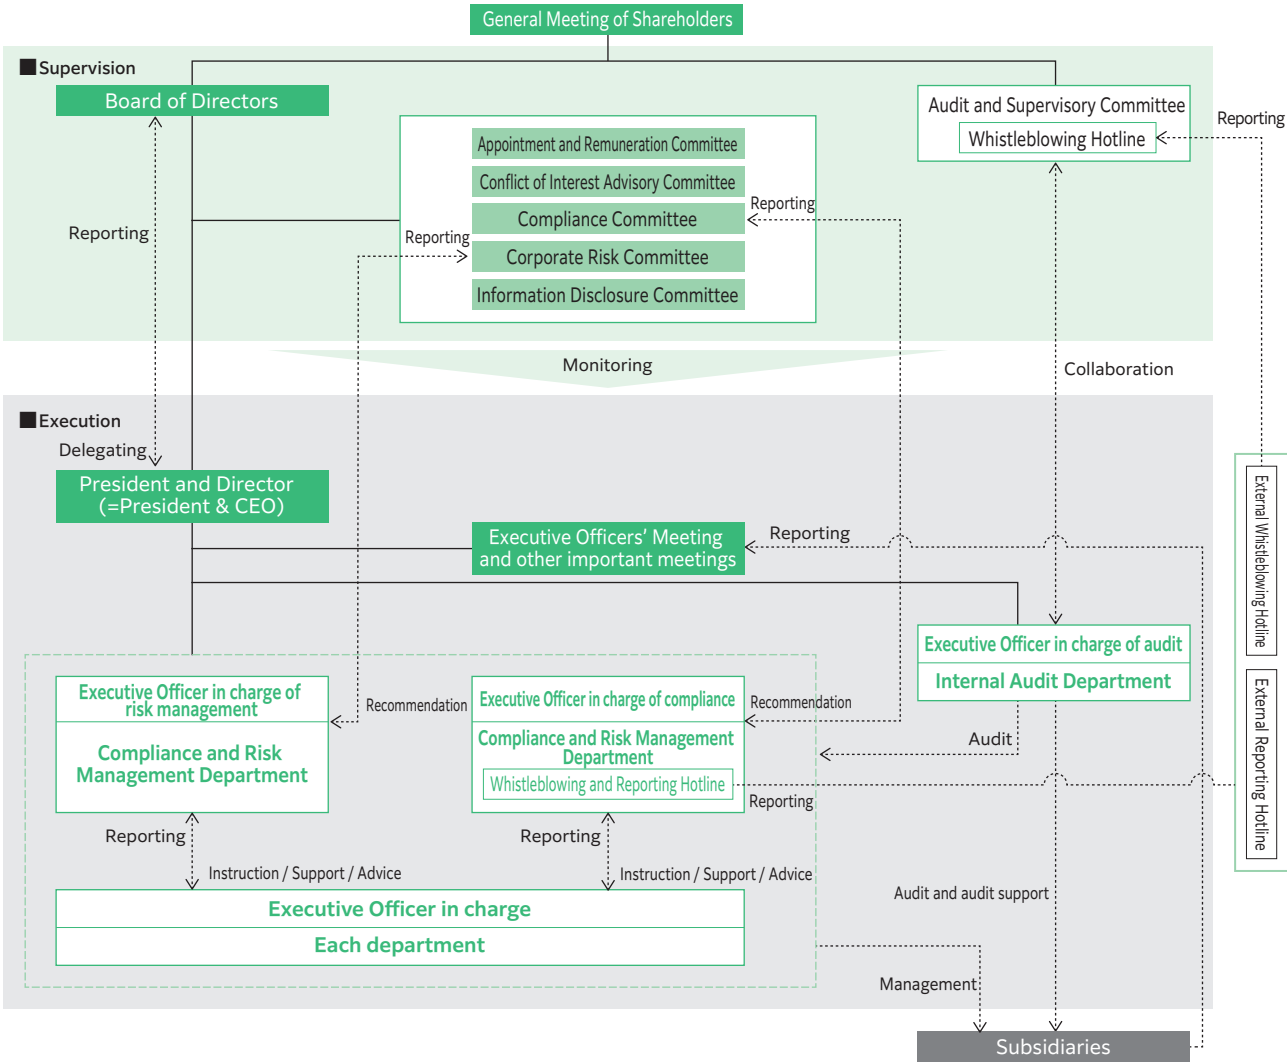 General Meeting of Shareholders
■Supervision
Board of Directors
Audit and Supervisory Committee
Whistleblowing Hotline
Reporting
Appointment and Remuneration Committee
Conflict of Interest Advisory Committee
Compliance Committee
Corporate Risk Committee
Information Disclosure Committee
Reporting
Reporting
Reporting
Monitoring
Collaboration
■Execution
Delegating
President and Director
(=President & CEO)
Executive Officers' Meeting
and other important meetings
Reporting
External Whistleblowing Hotline
External Reporting Hotline
Executive Officer in charge of audit
Internal Audit Department
Executive Officer in charge of
risk management
Compliance and Risk
Management Department
Recommendation
Executive Officer in charge of compliance
Compliance and Risk Management
Department
Whistleblowing and Reporting Hotline
Recommendation
Audit
Reporting
Reporting
Instruction / Support / Advice
Reporting
Instruction / Support / Advice
Executive Officer in charge
Each department
Audit and audit support
Management
Subsidiaries